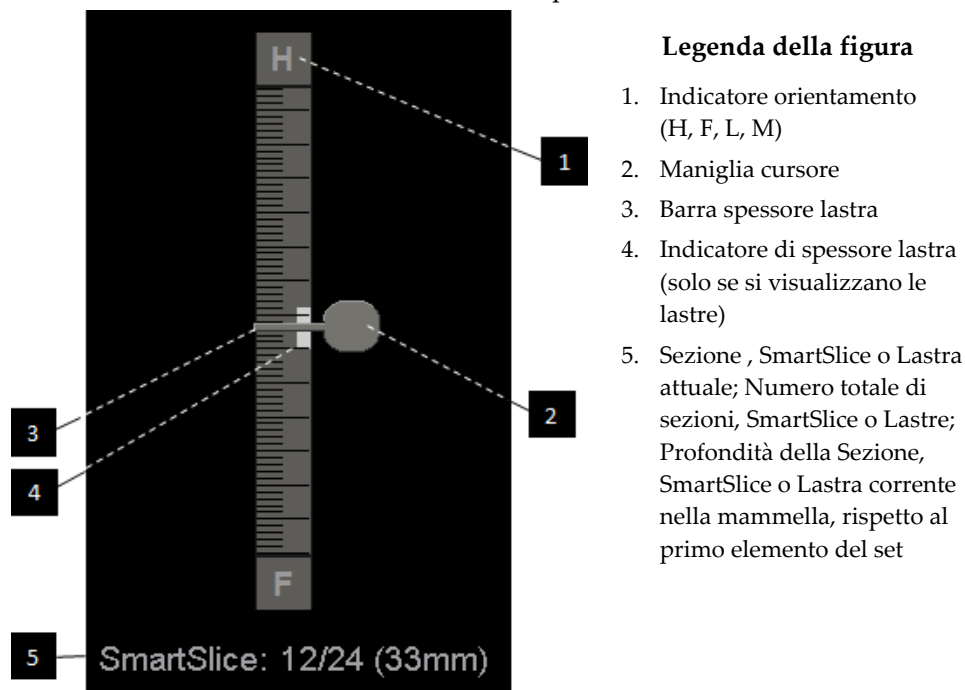 Legenda della figura
H
1
2
3
4
F
5
SmartSlice: 12/24 (33mm)
1. Indicatore orientamento
(H, F, L, M)
2. Maniglia cursore
3. Barra spessore lastra
4. Indicatore di spessore lastra
(solo se si visualizzano le
lastre)
5. Sezione , SmartSlice o Lastra
attuale; Numero totale di
sezioni, SmartSlice o Lastre;
Profondità della Sezione,
SmartSlice o Lastra corrente
nella mammella, rispetto al
primo elemento del set